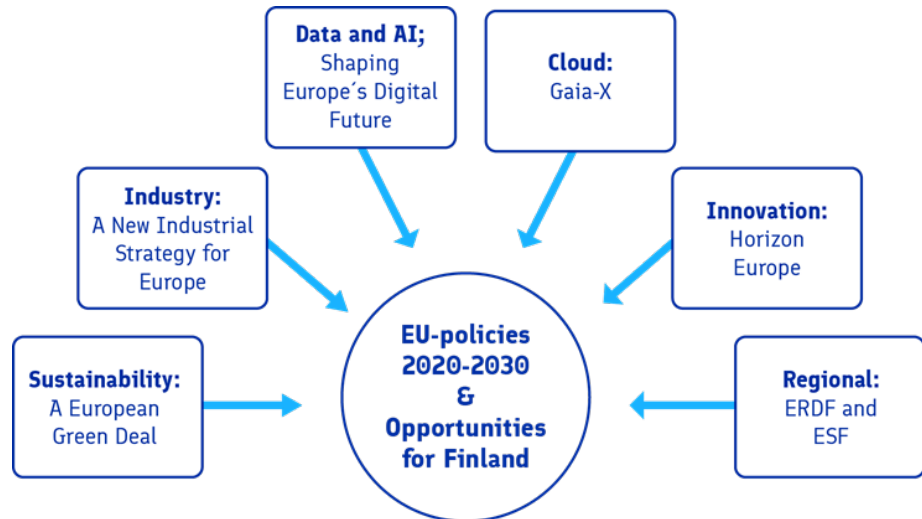 Data and AI;
Shaping
Europe´s Digital
Future
Cloud:
Gaia-X
Industry:
A New Industrial
Strategy for
Europe
Innovation:
Horizon
Europe
Sustainability:
A European
Green Deal
EU-policies
2020-2030
&
Opportunities
for Finland
Regional:
ERDF and
ESF